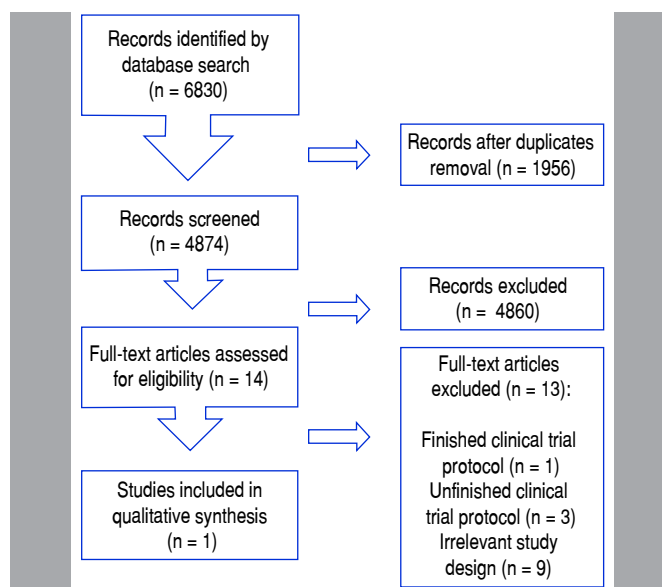 Records identified by
database search
(n = 6830)
Records after duplicates
removal (n = 1956)
Records screened
(n = 4874)
Records excluded
(n = 4860)
Full-text articles assessed
for eligibility (n = 14)
Full-text articles
excluded (n = 13):
Finished clinical trial
protocol (n = 1)
Unfinished clinical
trial protocol (n = 3)
Irrelevant study
design (n = 9)
Studies included in
qualitative synthesis
(n = 1)